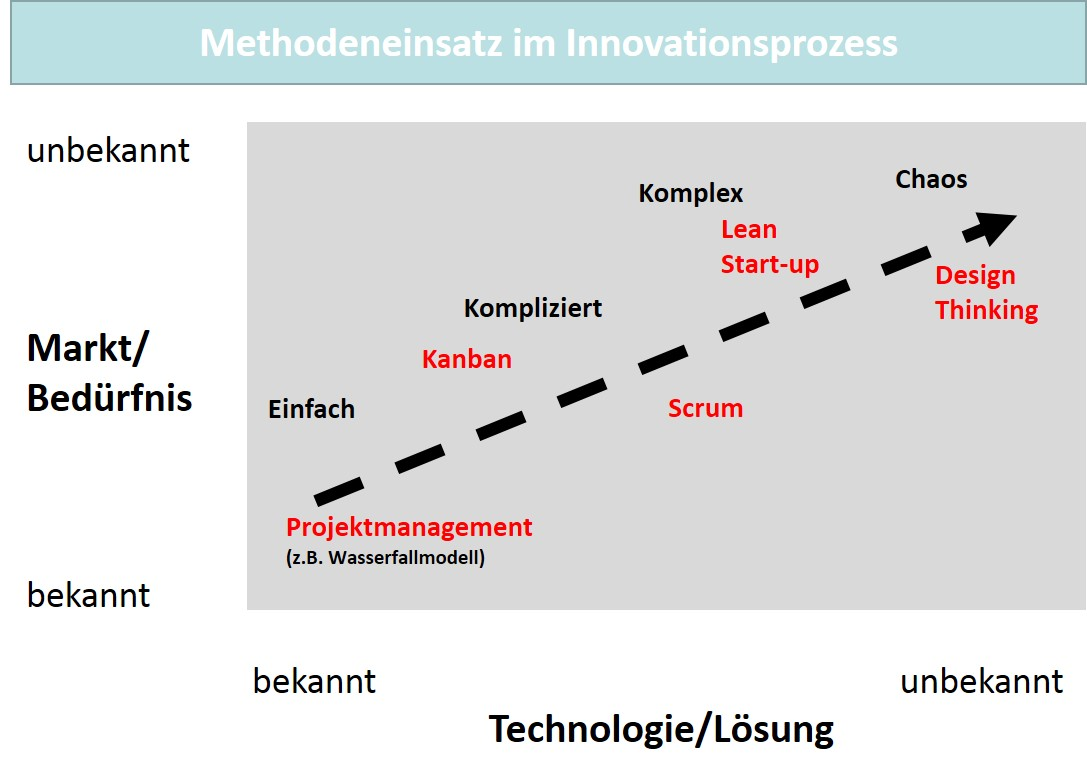 Methodeneinsatz im Innovationsprozess
unbekannt
Chaos
Komplex
Lean
Start-up
Design
Thinking
Kompliziert
Markt/
Bedürfnis
Kanban
Einfach
Scrum
Projektmanagement
(z.B. Wasserfallmodell)
bekannt
bekannt
unbekannt
Technologie/Lösung